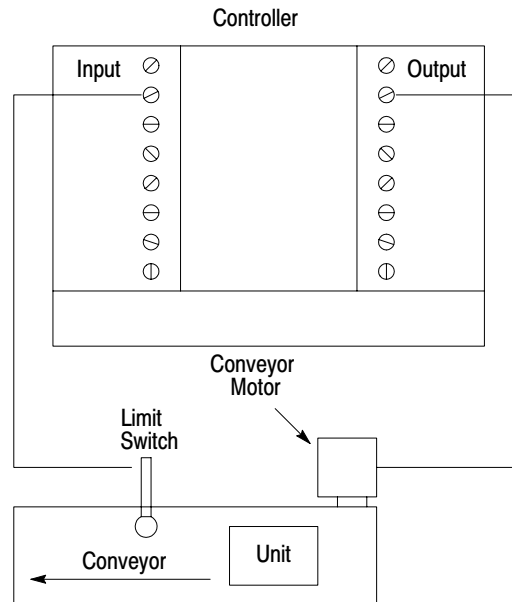 Controller
Input
Output
Conveyor
Motor
Limit
Switch
Conveyor
Unit